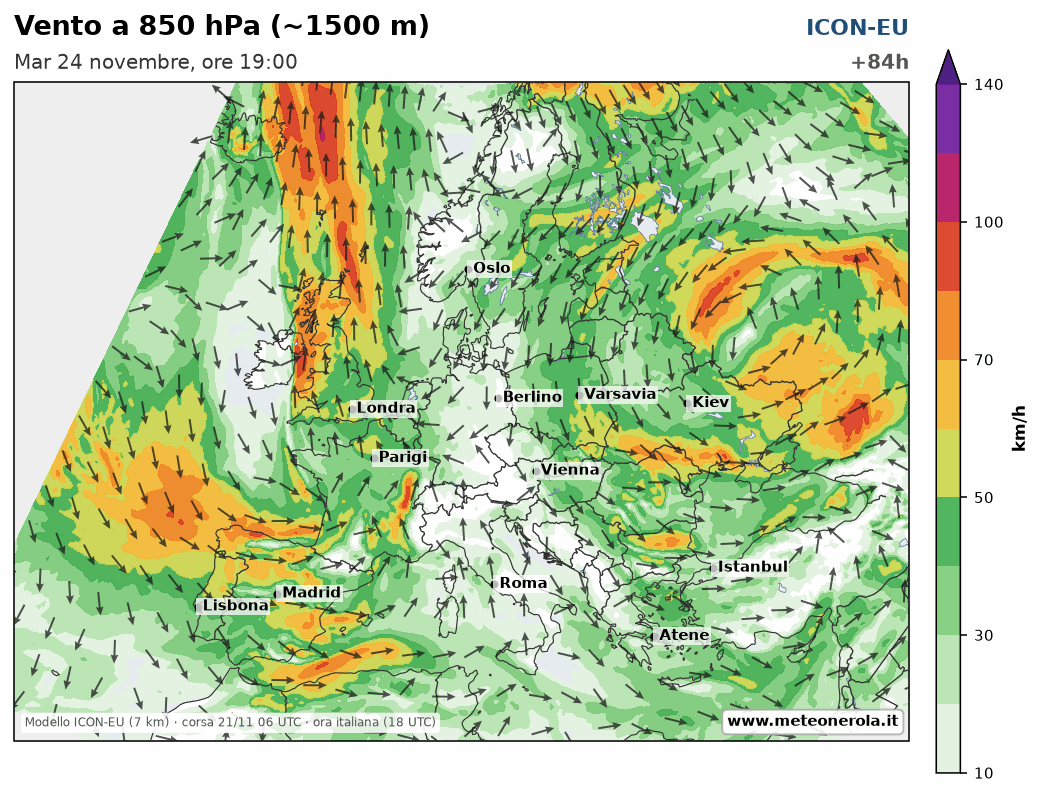 Vento a 850 hPa (~1500 m)
ICON-EU
Mar 24 novembre, ore 19:00
+84h
140
100
70
50
30
10
km/h
Oslo
Berlino
Varsavia
Kiev
Londra
Parigi
Vienna
Istanbul
Roma
Madrid
Lisbona
Atene
Modello ICON-EU (7 km) · corsa 21/11 06 UTC · ora italiana (18 UTC)
www.meteonerola.it